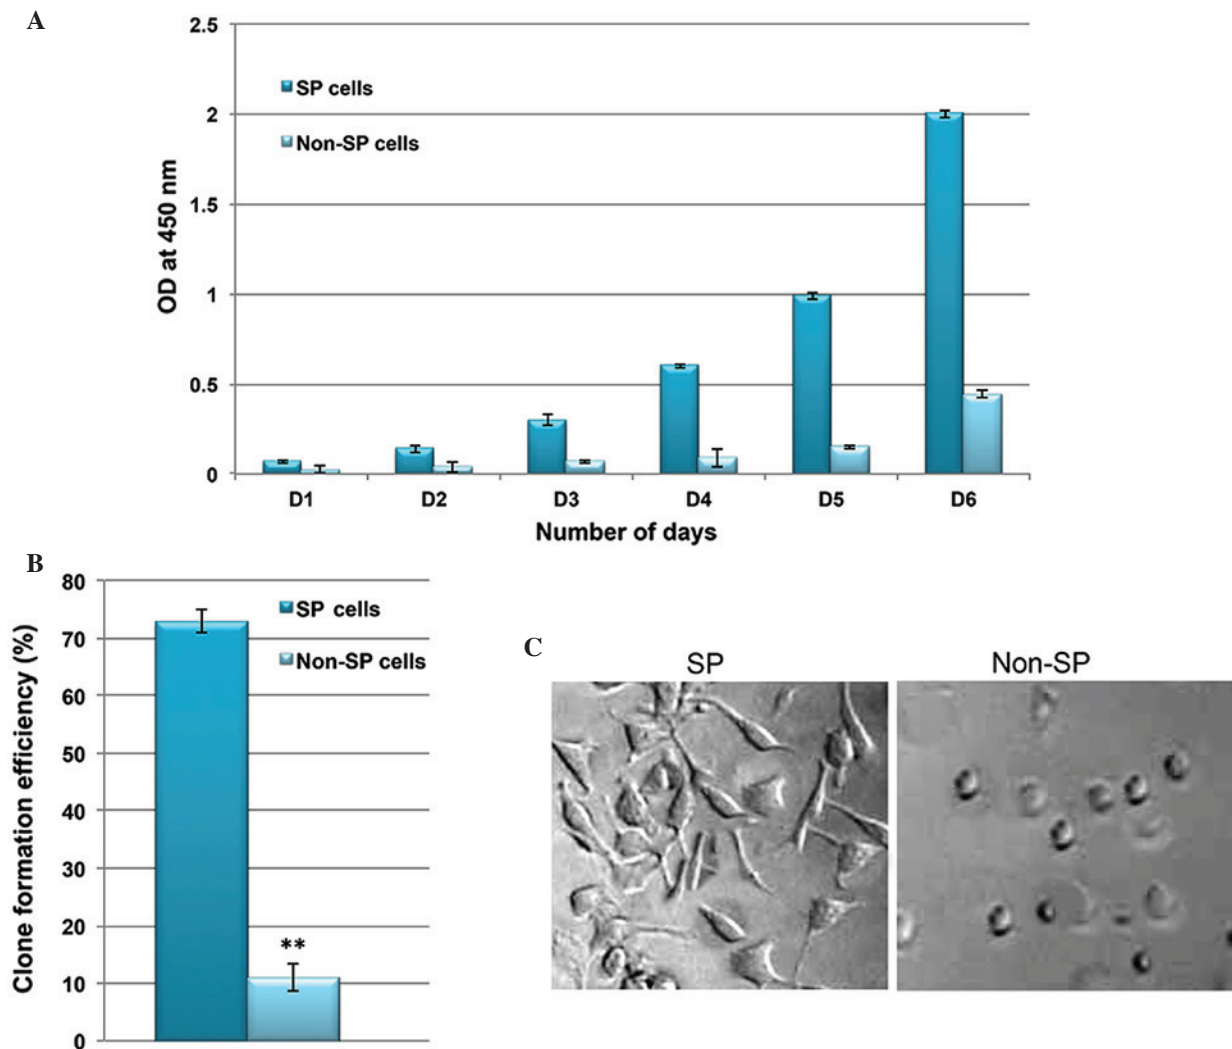 A
2.5
SP cells
2
Non-SP cells
OD at 450 nm
1.5
1
0.5
0
D1 D2 D3 D4 D5 D6
Number of days
B
80
SP cells
70
Non-SP cells
60
50
Clone formation efficiency (%)
40
30
20
**
10
0
C
SP Non-SP